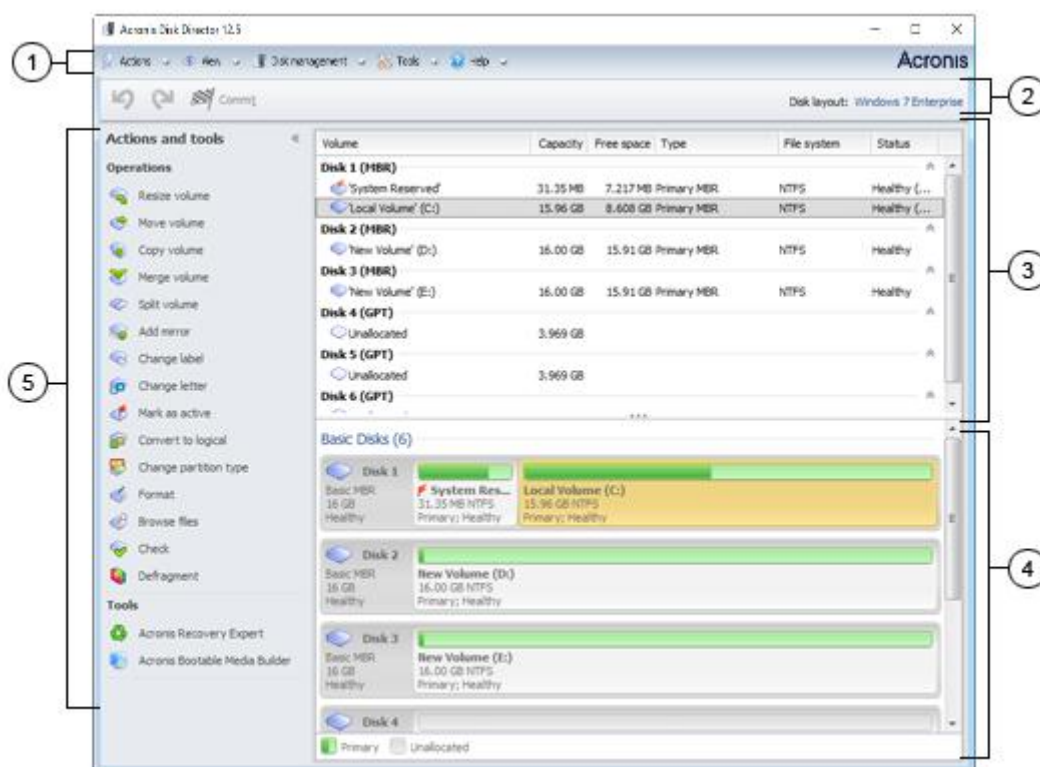 Acronis Disk Director 12.5
1
Actions View Disk management Tools Help
Acronis
2
Commit
Disk layout: Windows 7 Enterprise
5
Actions and tools
Operations
Resize volume
Move volume
Copy volume
Merge volume
Split volume
Add mirror
Change label
Change letter
Mark as active
Convert to logical
Change partition type
Format
Browse files
Check
Defragment
Tools
Acronis Recovery Expert
Acronis Bootable Media Builder
3
Volume Capacity Free space Type File system Status
Disk 1 (MBR)
'System Reserved' 31.35 MB 7.217 MB Primary MBR NTFS Healthy (...
'Local Volume' (C:) 15.96 GB 8.608 GB Primary MBR NTFS Healthy (...
Disk 2 (MBR)
'New Volume' (D:) 16.00 GB 15.91 GB Primary MBR NTFS Healthy
Disk 3 (MBR)
'New Volume' (E:) 16.00 GB 15.91 GB Primary MBR NTFS Healthy
Disk 4 (GPT)
Unallocated 3.969 GB
Disk 5 (GPT)
Unallocated 3.969 GB
Disk 6 (GPT)
4
Basic Disks (6)
Disk 1
Basic MBR
16 GB
Healthy
System Res...
31.35 MB NTFS
Primary; Healthy
Local Volume (C:)
15.96 GB NTFS
Primary; Healthy
Disk 2
Basic MBR
16 GB
Healthy
New Volume (D:)
16.00 GB NTFS
Primary; Healthy
Disk 3
Basic MBR
16 GB
Healthy
New Volume (E:)
16.00 GB NTFS
Primary; Healthy
Disk 4
Primary Unallocated